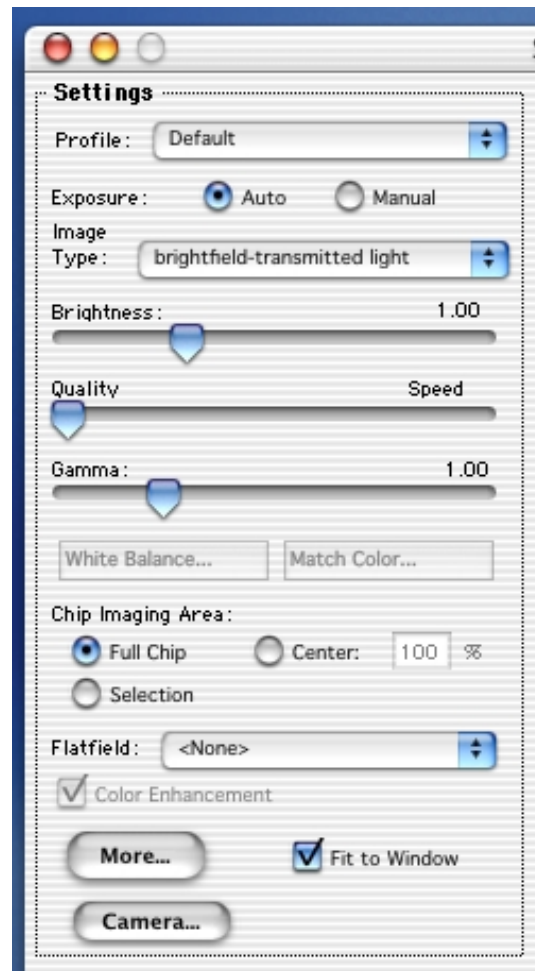 Settings
Profile: Default
Exposure: Auto Manual
Image
Type: brightfield-transmitted light
Brightness: 1.00
Quality Speed
Gamma: 1.00
White Balance... Match Color...
Chip Imaging Area:
Full Chip Center: 100 %
Selection
Flatfield: <None>
Color Enhancement
More... Fit to Window
Camera...